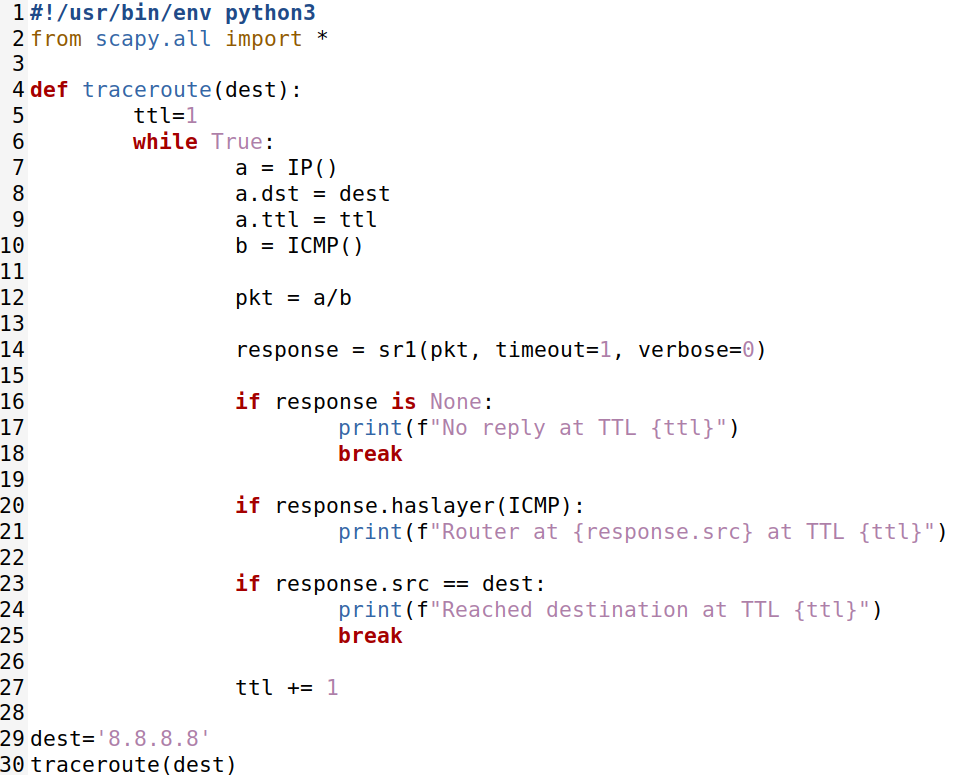 1 #!/usr/bin/env python3
2 from scapy.all import *
3
4 def traceroute(dest):
5         ttl=1
6         while True:
7                 a = IP()
8                 a.dst = dest
9                 a.ttl = ttl
10                 b = ICMP()
11
12                 pkt = a/b
13
14                 response = sr1(pkt, timeout=1, verbose=0)
15
16                 if response is None:
17                         print(f"No reply at TTL {ttl}")
18                         break
19
20                 if response.haslayer(ICMP):
21                         print(f"Router at {response.src} at TTL {ttl}")
22
23                 if response.src == dest:
24                         print(f"Reached destination at TTL {ttl}")
25                         break
26
27                 ttl += 1
28
29 dest='8.8.8.8'
30 traceroute(dest)